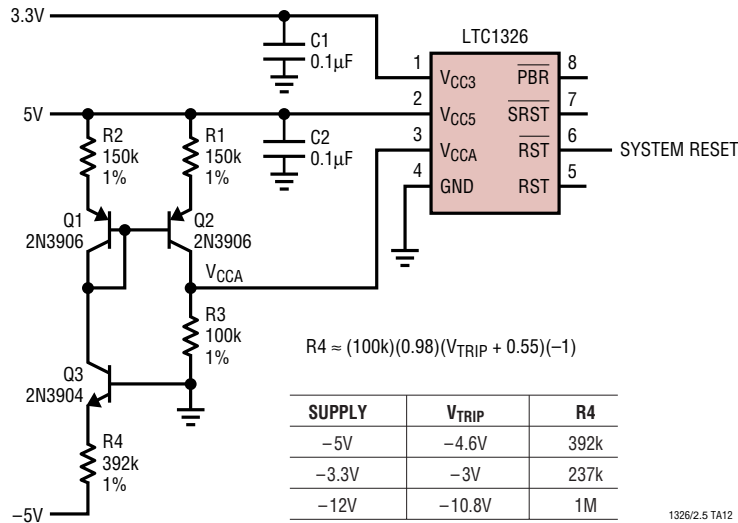 3.3V
C1
0.1µF
LTC1326
1
VCC3
PBR
8
5V
2
VCC5
SRST
7
R2
150k
1%
R1
150k
1%
C2
0.1µF
3
VCCA
RST
6
SYSTEM RESET
4
GND
RST
5
Q1
2N3906
Q2
2N3906
VCCA
R3
100k
1%
R4 ≈ (100k)(0.98)(VTRIP + 0.55)(–1)
Q3
2N3904
R4
392k
1%
–5V
SUPPLY VTRIP R4
–5V –4.6V 392k
–3.3V –3V 237k
–12V –10.8V 1M
1326/2.5 TA12